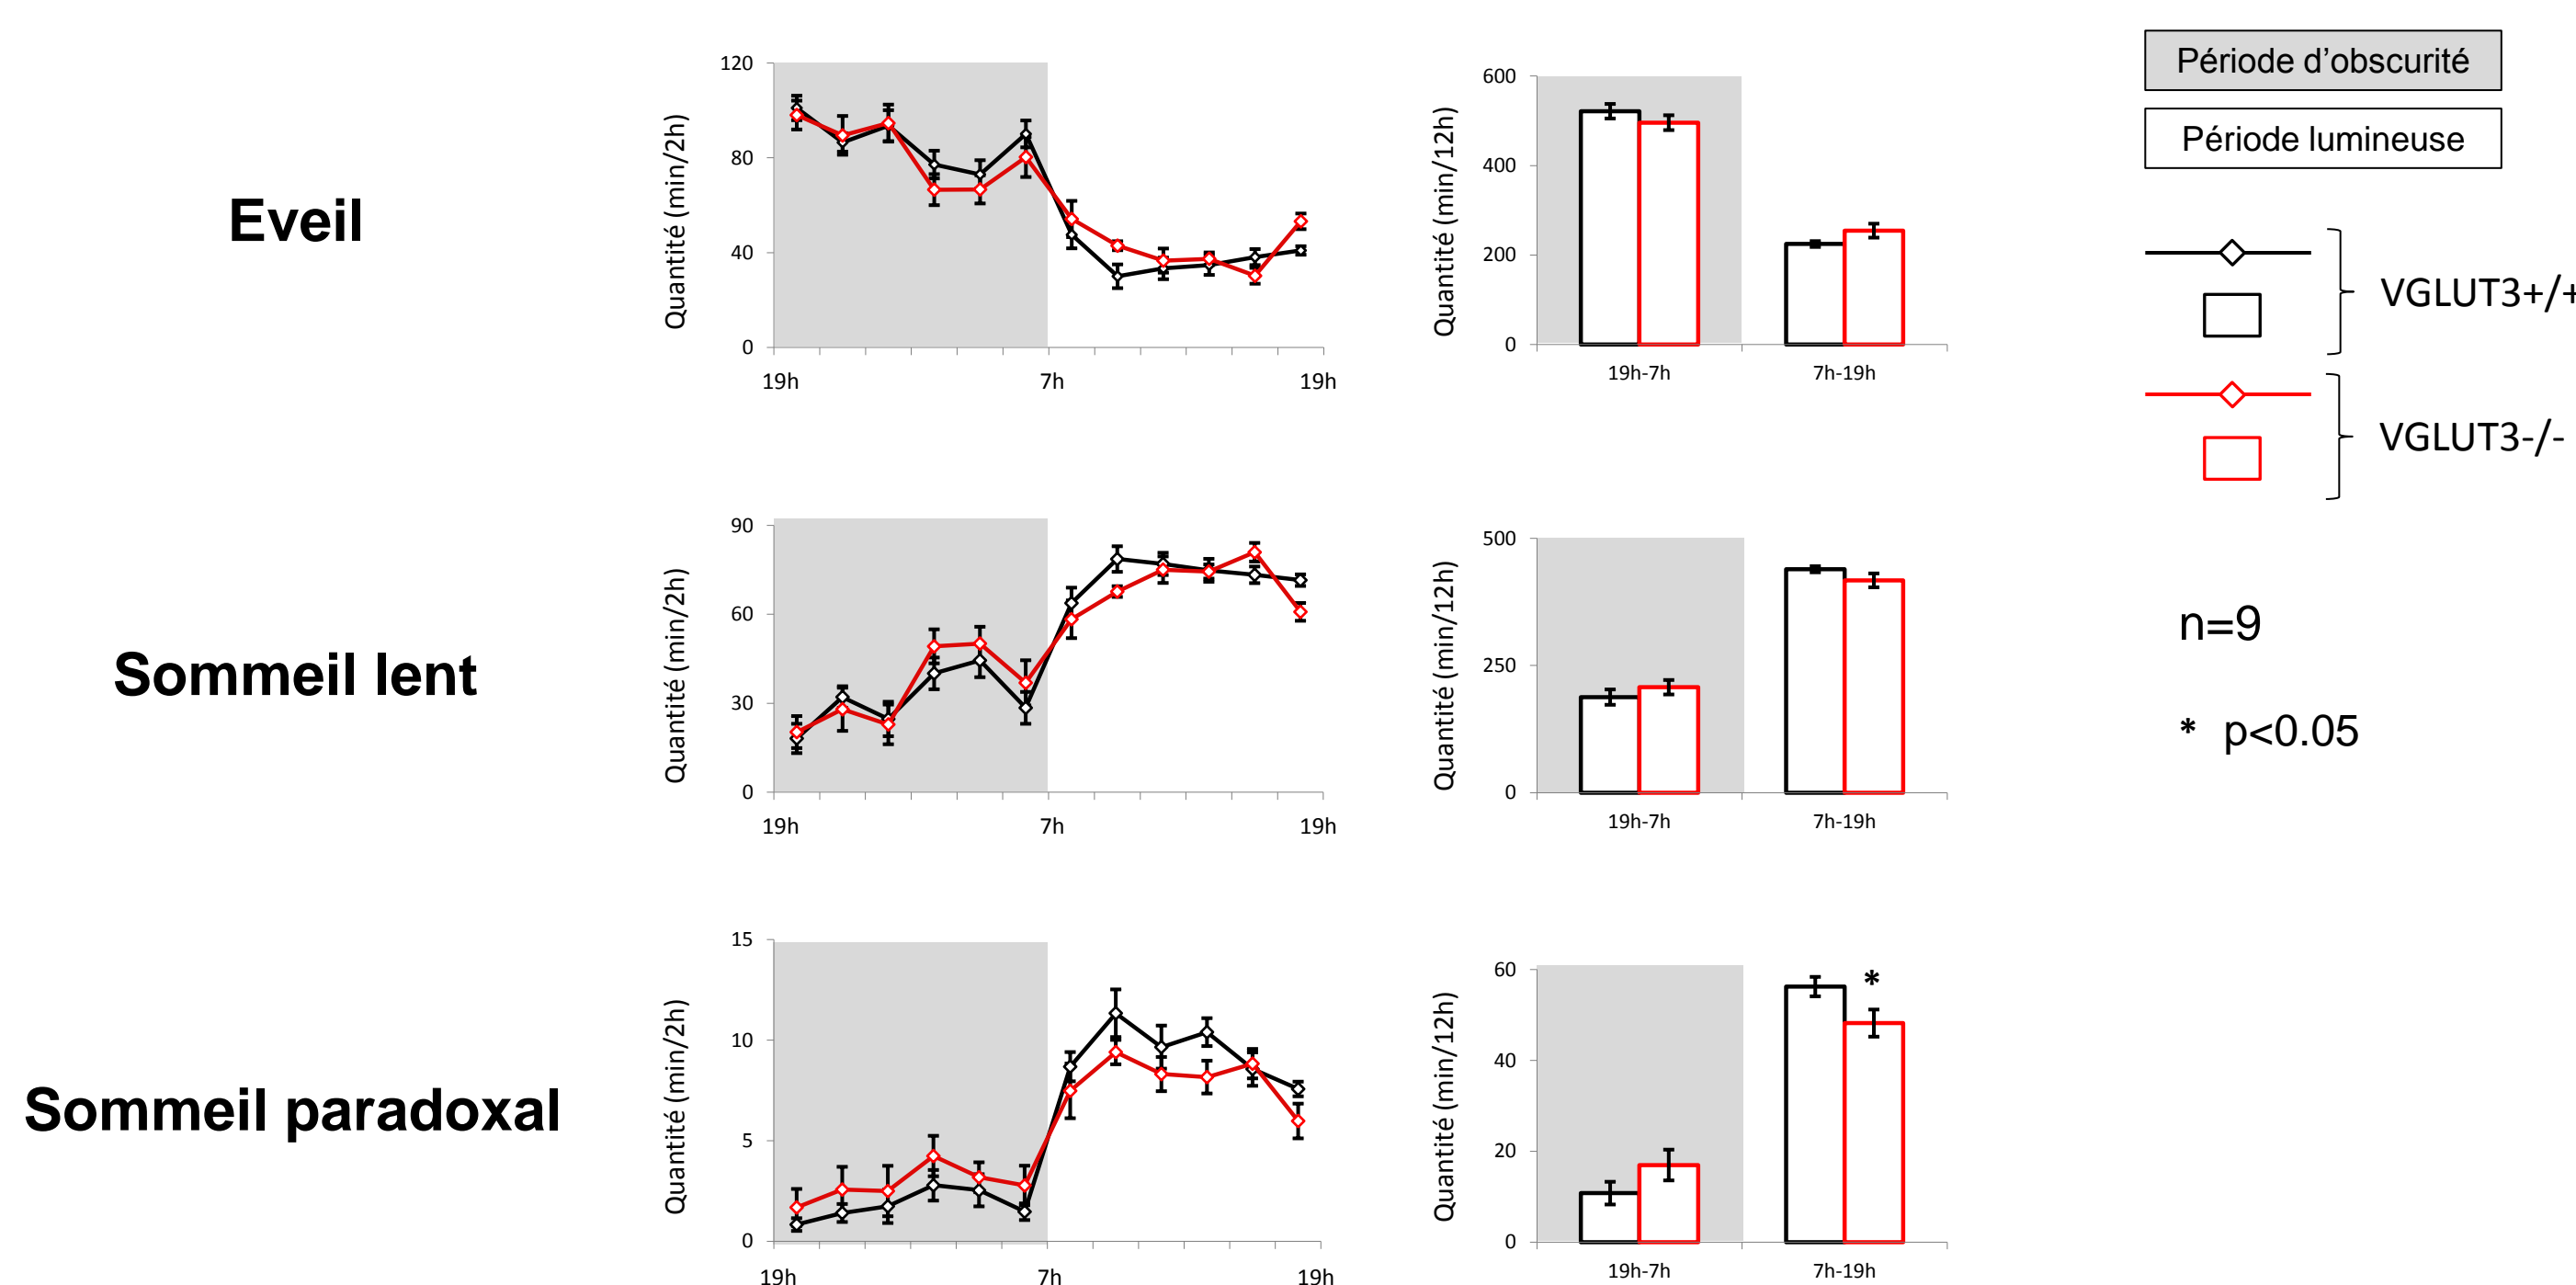 Eveil
Quantité (min/2h)
120
80
40
0
19h
7h
19h
Quantité (min/12h)
600
400
200
0
19h-7h
7h-19h
Période d'obscurité
Période lumineuse
VGLUT3+/+
VGLUT3-/-
Sommeil lent
Quantité (min/2h)
90
60
30
0
19h
7h
19h
Quantité (min/12h)
500
250
0
19h-7h
7h-19h
n=9
* p<0.05
Sommeil paradoxal
Quantité (min/2h)
15
10
5
0
19h
7h
19h
Quantité (min/12h)
60
40
20
0
*
19h-7h
7h-19h